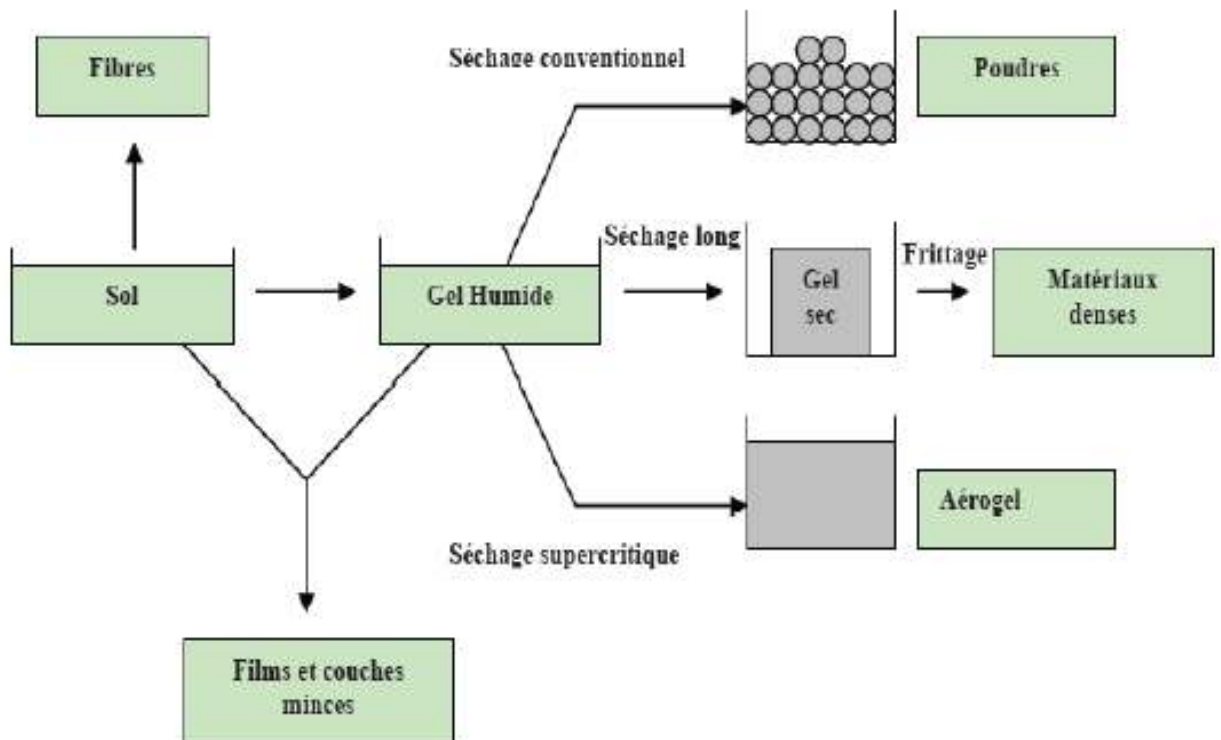 Fibres
Séchage conventionnel
Poudres
Sol
Gel Humide
Séchage long
Gel
sec
Frittage
Matériaux
denses
Séchage supercritique
Aérogel
Films et couches
minces